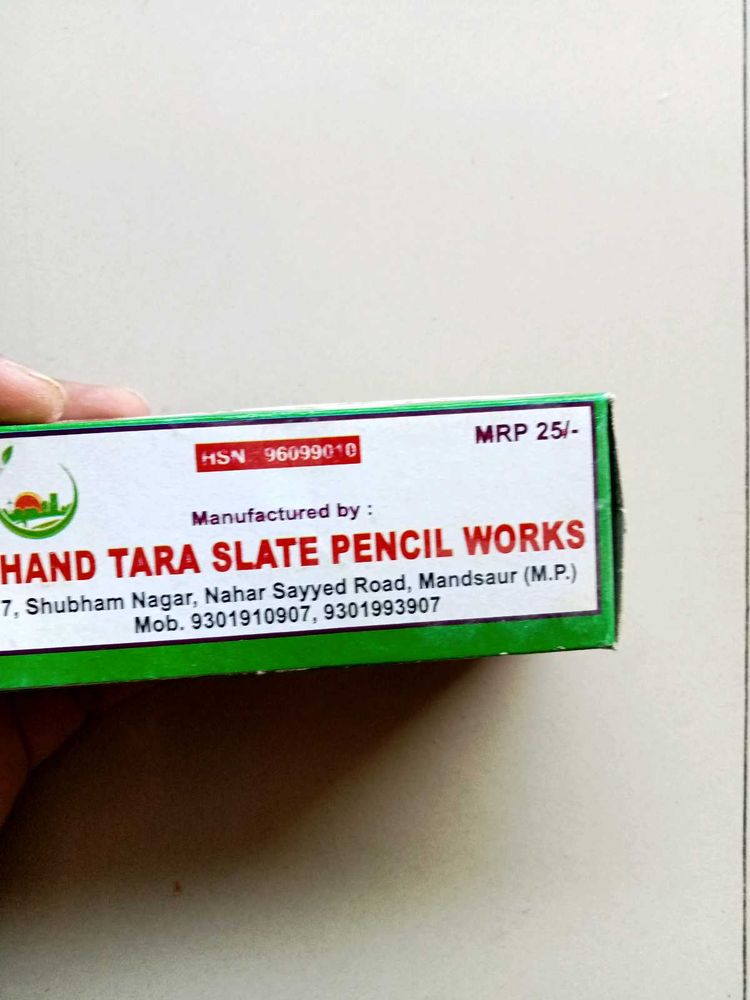 MRP 25/-
HSN 96099010
Manufactured by :
HAND TARA SLATE PENCIL WORKS
7, Shubham Nagar, Nahar Sayyed Road, Mandsaur (M.P.)
Mob. 9301910907, 9301993907